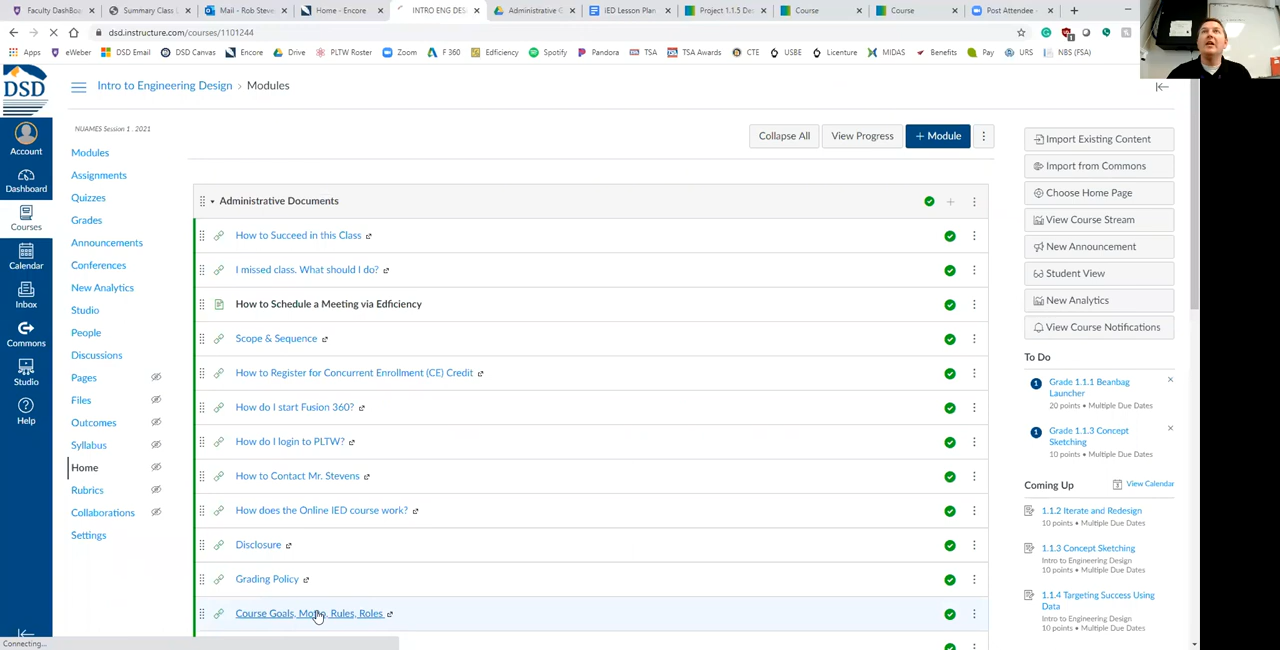 Faculty DashBo
Summary Class L
Mail - Rob Steve
Home - Encore
INTRO ENG DES
Administrative G
IED Lesson Plan
Project 1.1.5 Des
Course
Course
Post Attendee -
dsd.instructure.com/courses/1101244
Apps
eWeber
DSD Email
DSD Canvas
Encore
Drive
PLTW Roster
Zoom
F 360
Edficiency
Spotify
Pandora
TSA
TSA Awards
CTE
USBE
Licenture
MIDAS
Benefits
Pay
URS
NBS (FSA)
DSD
Intro to Engineering Design > Modules
NUAMES Session 1 . 2021
Collapse All
View Progress
+ Module
Account
Dashboard
Courses
Calendar
Inbox
Commons
Studio
Help
Modules
Assignments
Quizzes
Grades
Announcements
Conferences
New Analytics
Studio
People
Discussions
Pages
Files
Outcomes
Syllabus
Home
Rubrics
Collaborations
Settings
Administrative Documents
How to Succeed in this Class
I missed class. What should I do?
How to Schedule a Meeting via Edficiency
Scope & Sequence
How to Register for Concurrent Enrollment (CE) Credit
How do I start Fusion 360?
How do I login to PLTW?
How to Contact Mr. Stevens
How does the Online IED course work?
Disclosure
Grading Policy
Course Goals, Rules, Roles
Import Existing Content
Import from Commons
Choose Home Page
View Course Stream
New Announcement
Student View
New Analytics
View Course Notifications
To Do
1
Grade 1.1.1 Beanbag
Launcher
20 points • Multiple Due Dates
1
Grade 1.1.3 Concept
Sketching
10 points • Multiple Due Dates
Coming Up
View Calendar
1.1.2 Iterate and Redesign
10 points • Multiple Due Dates
1.1.3 Concept Sketching
Intro to Engineering Design
10 points • Multiple Due Dates
1.1.4 Targeting Success Using
Data
Intro to Engineering Design
10 points • Multiple Due Dates
Connecting...